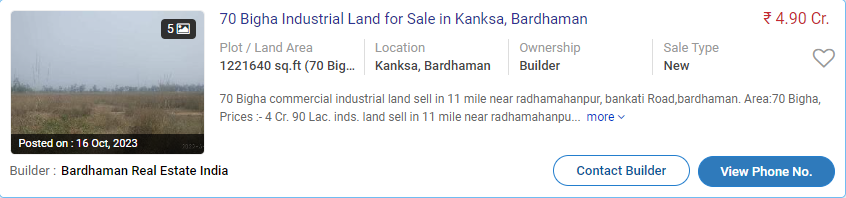 70 Bigha Industrial Land for Sale in Kanksa, Bardhaman
₹ 4.90 Cr.
5
Plot / Land Area
1221640 sq.ft (70 Big...
Location
Kanksa, Bardhaman
Ownership
Builder
Sale Type
New
70 Bigha commercial industrial land sell in 11 mile near radhamahanpur, bankati Road,bardhaman. Area:70 Bigha,
Prices :- 4 Cr. 90 Lac. inds. land sell in 11 mile near radhamahanpu... more
Posted on : 16 Oct, 2023
Builder : Bardhaman Real Estate India
Contact Builder
View Phone No.